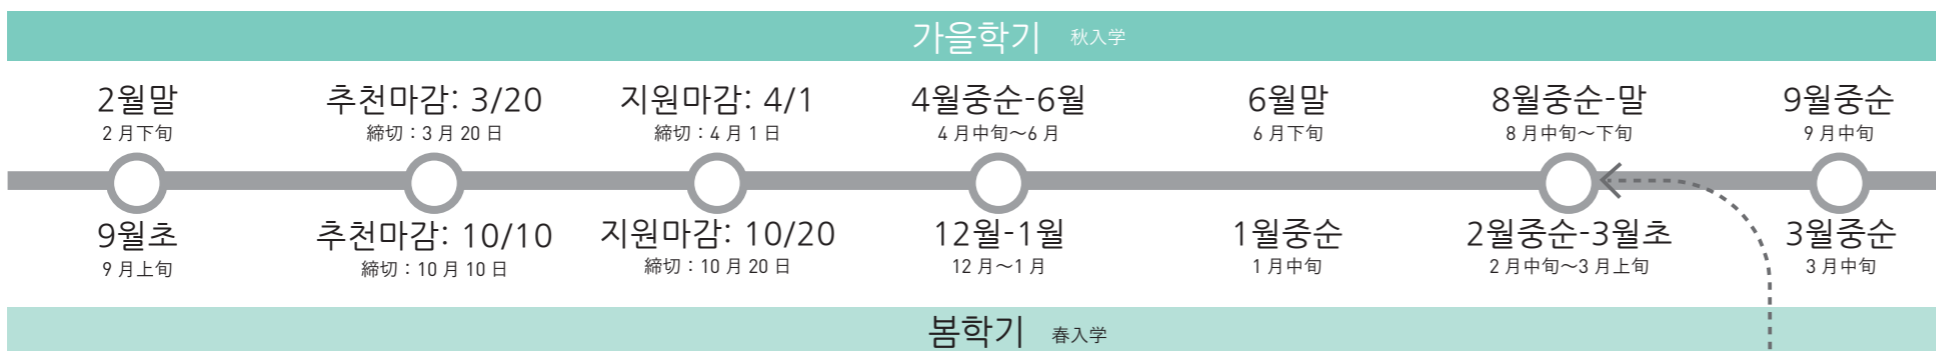 가을학기 秋入学
2월말 추천마감: 3/20 지원마감: 4/1 4월중순-6월 6월말 8월중순-말 9월중순
2月下旬 締切：3月20日 締切：4月1日 4月中旬～6月 6月下旬 8月中旬～下旬 9月中旬
9월초 추천마감: 10/10 지원마감: 10/20 12월-1월 1월중순 2월중순-3월초 3월중순
9月上旬 締切：10月10日 締切：10月20日 12月～1月 1月中旬 2月中旬～3月上旬 3月中旬
봄학기 春入学